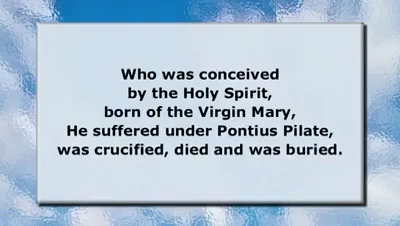 Who was conceived
by the Holy Spirit,
born of the Virgin Mary,
He suffered under Pontius Pilate,
was crucified, died and was buried.